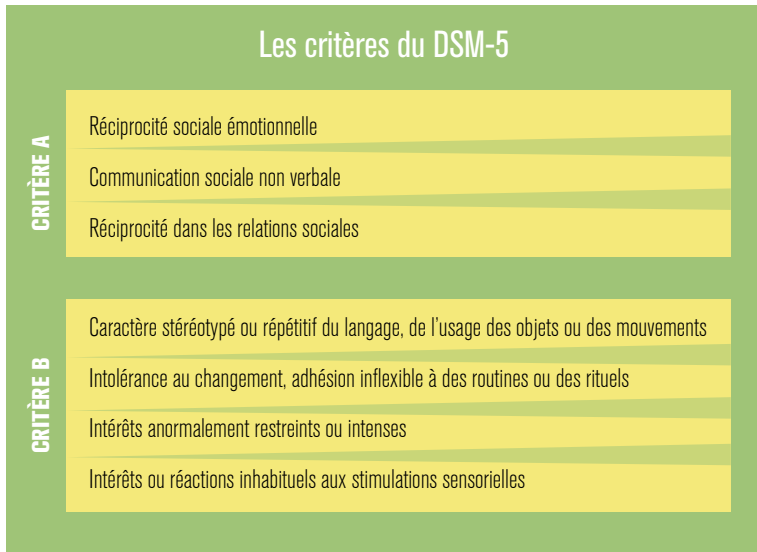 Les critères du DSM-5
CRITÈRE A
Réciprocité sociale émotionnelle
Communication sociale non verbale
Réciprocité dans les relations sociales
CRITÈRE B
Caractère stéréotypé ou répétitif du langage, de l'usage des objets ou des mouvements
Intolérance au changement, adhésion inflexible à des routines ou des rituels
Intérêts anormalement restreints ou intenses
Intérêts ou réactions inhabituels aux stimulations sensorielles